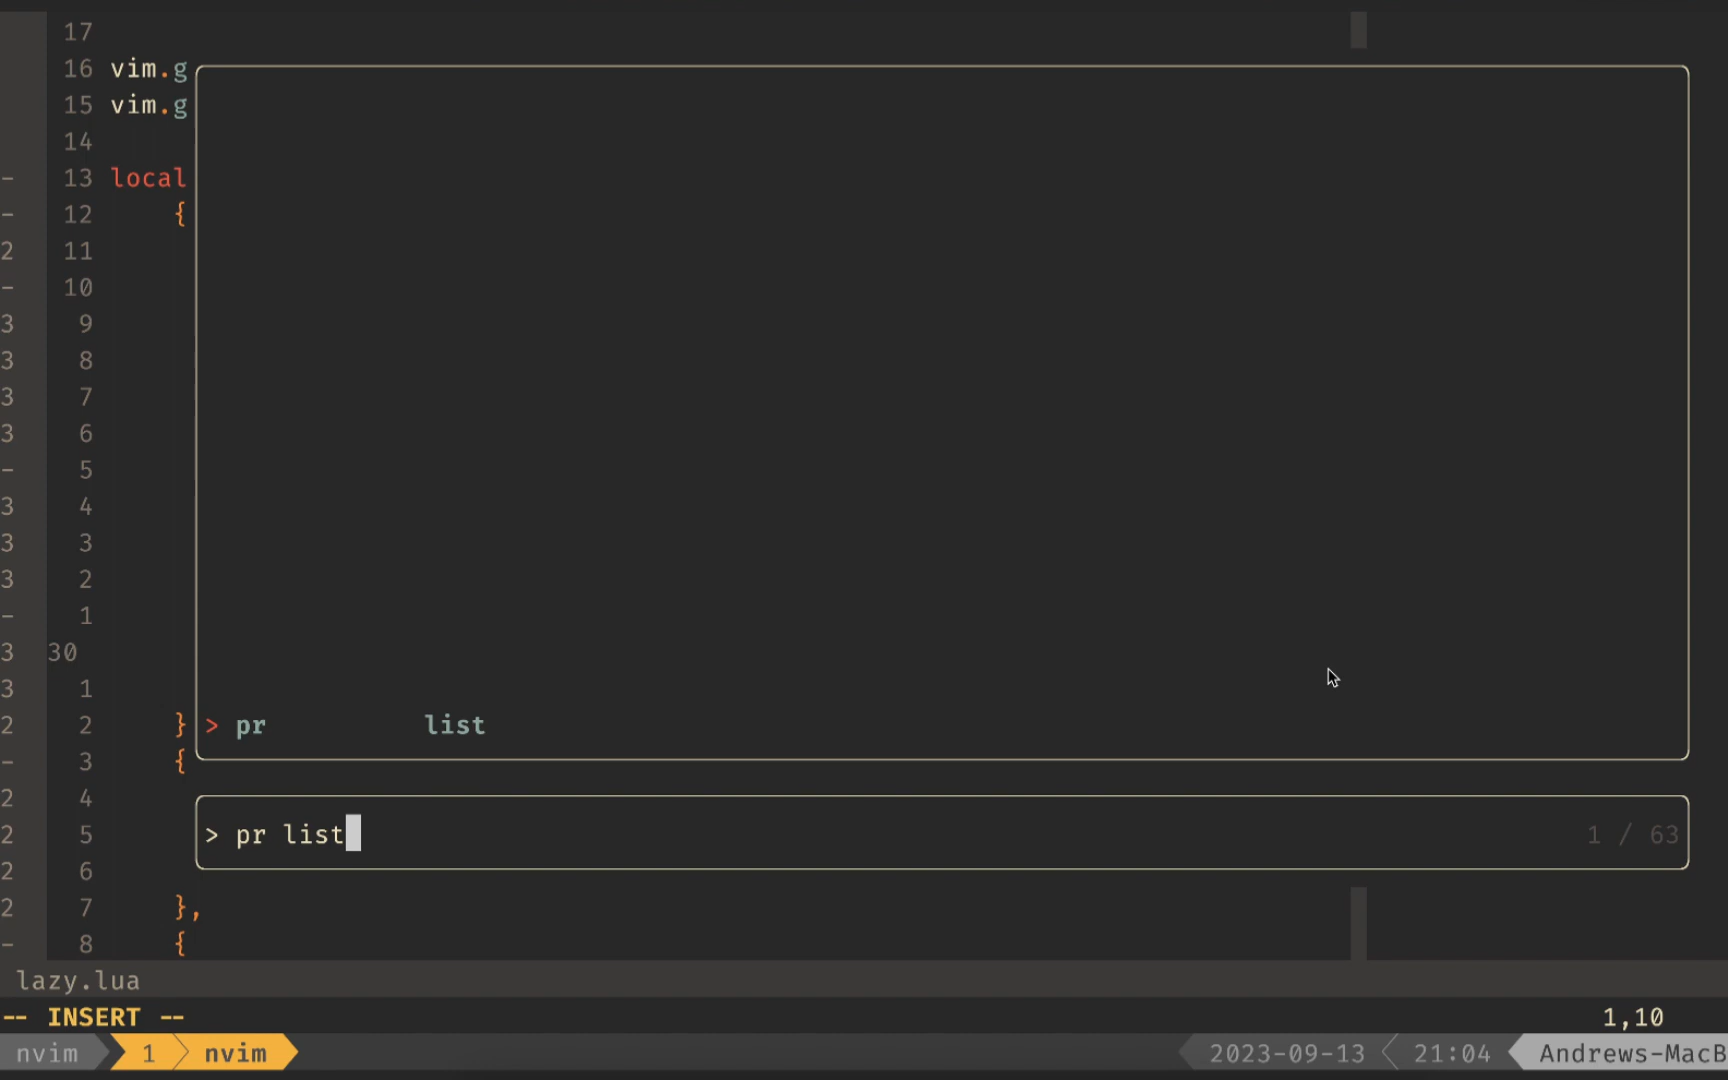 17
16 vim.g
15 vim.g
14
- 13 local
- 12 {
2 11
- 10
3 9
3 8
3 7
3 6
- 5
3 4
3 3
3 2
- 1
3 30
3 1
2 2 } > pr list
- 3 {
2 4
2 5 > pr list 1 / 63
2 6
2 7 },
- 8 {
lazy.lua
-- INSERT -- 1,10
nvim 1 nvim 2023-09-13 21:04 Andrews-MacB